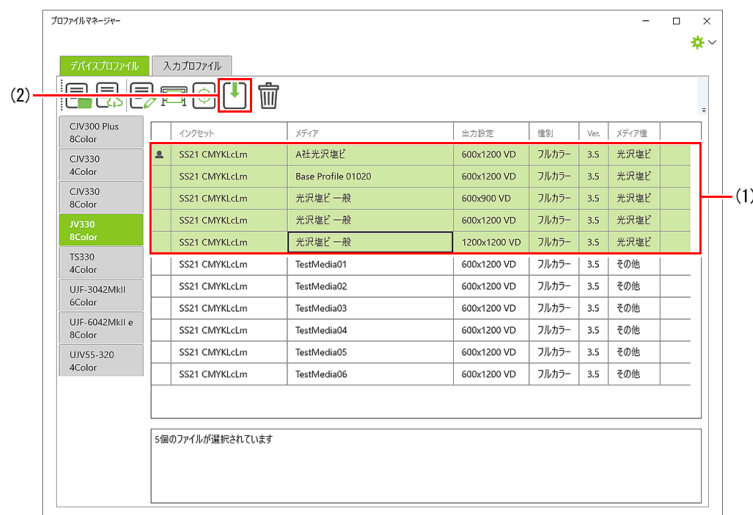 プロファイルマネージャー
デバイスプロファイル 入力プロファイル
(2)
CJV300 Plus
8Color
CJV330
4Color
CJV330
8Color
JV330
8Color
TS330
4Color
UJF-3042MkII
6Color
UJF-6042MkII e
8Color
UJV55-320
4Color
インクセット メディア 出力設定 種別 Ver. メディア種
SS21 CMYKLcLm A社光沢塩ビ 600x1200 VD フルカラー 3.5 光沢塩ビ
SS21 CMYKLcLm Base Profile 01020 600x1200 VD フルカラー 3.5 光沢塩ビ
SS21 CMYKLcLm 光沢塩ビ 一般 600x900 VD フルカラー 3.5 光沢塩ビ
SS21 CMYKLcLm 光沢塩ビ 一般 600x1200 VD フルカラー 3.5 光沢塩ビ
SS21 CMYKLcLm 光沢塩ビ 一般 1200x1200 VD フルカラー 3.5 光沢塩ビ
SS21 CMYKLcLm TestMedia01 600x1200 VD フルカラー 3.5 その他
SS21 CMYKLcLm TestMedia02 600x1200 VD フルカラー 3.5 その他
SS21 CMYKLcLm TestMedia03 600x1200 VD フルカラー 3.5 その他
SS21 CMYKLcLm TestMedia04 600x1200 VD フルカラー 3.5 その他
SS21 CMYKLcLm TestMedia05 600x1200 VD フルカラー 3.5 その他
SS21 CMYKLcLm TestMedia06 600x1200 VD フルカラー 3.5 その他
(1)
5個のファイルが選択されています